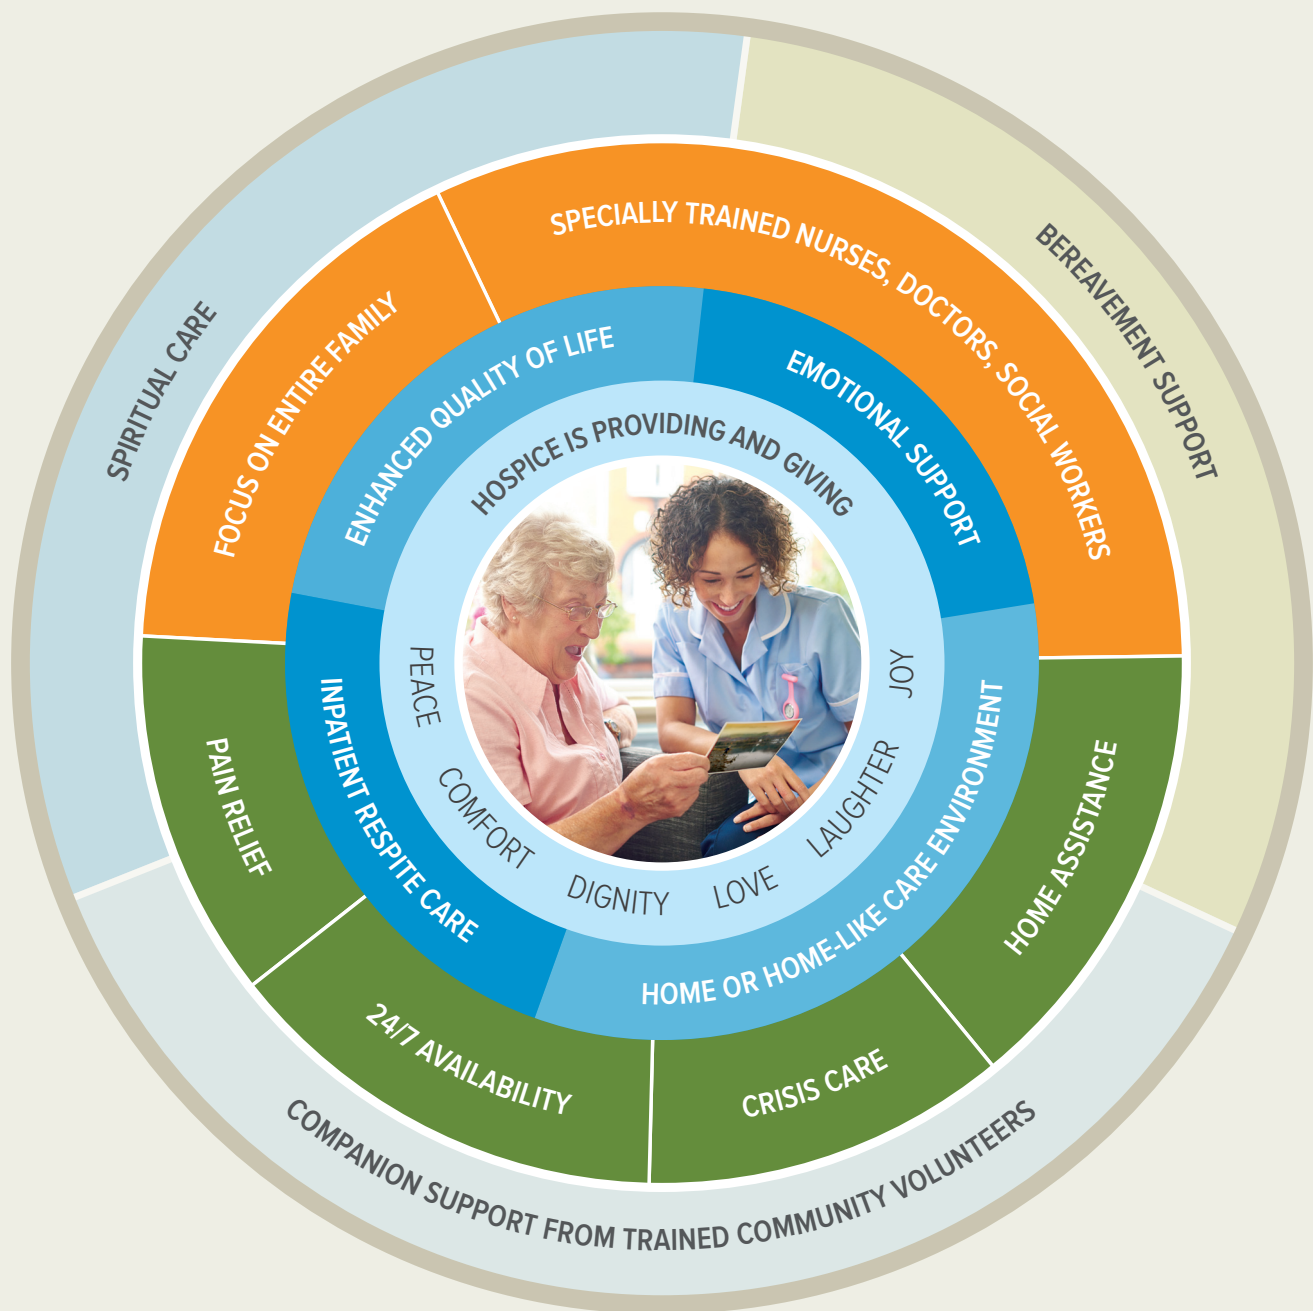 SPIRITUAL CARE
BEREAVEMENT SUPPORT
COMPANION SUPPORT FROM TRAINED COMMUNITY VOLUNTEERS
FOCUS ON ENTIRE FAMILY
SPECIALLY TRAINED NURSES, DOCTORS, SOCIAL WORKERS
HOME ASSISTANCE
CRISIS CARE
24/7 AVAILABILITY
PAIN RELIEF
ENHANCED QUALITY OF LIFE
EMOTIONAL SUPPORT
HOME OR HOME-LIKE CARE ENVIRONMENT
INPATIENT RESPITE CARE
HOSPICE IS PROVIDING AND GIVING
PEACE
COMFORT
DIGNITY
LOVE
LAUGHTER
JOY